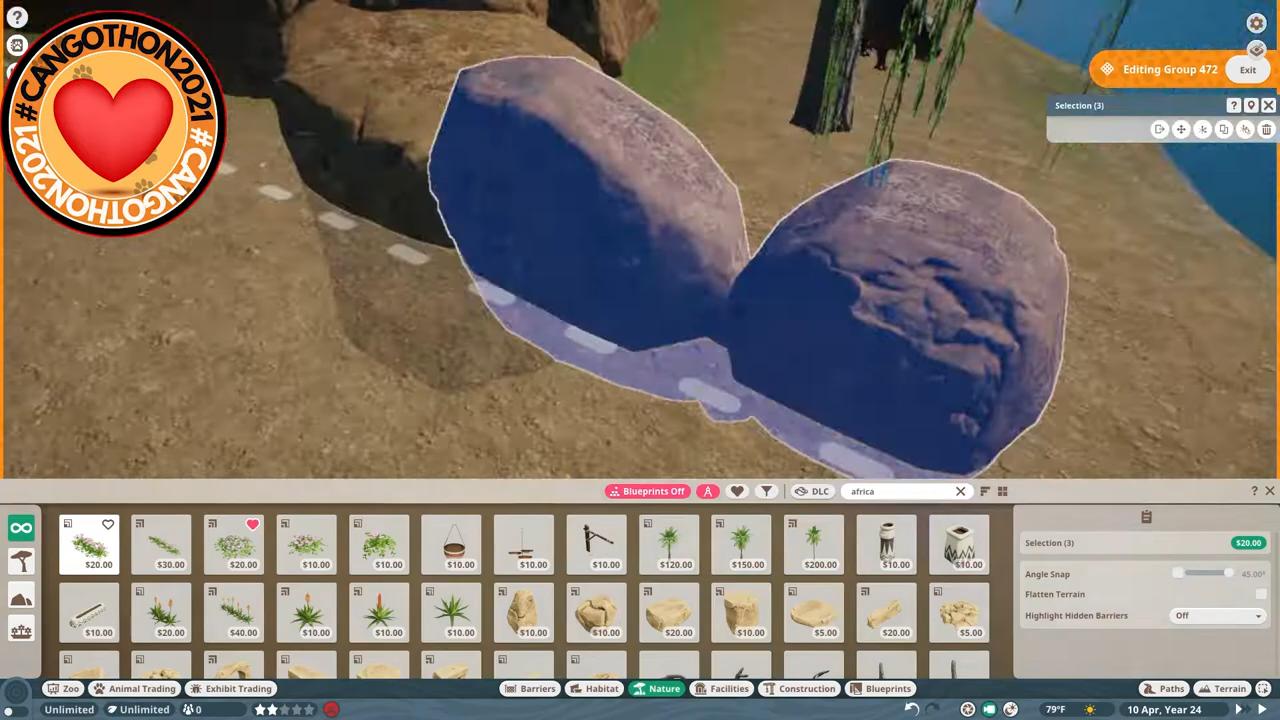 #CANGOTHON2021
#CANGOTHON2021
?
Editing Group 472
Exit
Selection (3)
?
Blueprints Off
DLC
africa
?
$20.00
$30.00
$20.00
$10.00
$10.00
$10.00
$10.00
$10.00
$120.00
$150.00
$200.00
$10.00
$10.00
Selection (3)
$20.00
Angle Snap
45.00°
Flatten Terrain
Highlight Hidden Barriers
Off
$10.00
$20.00
$40.00
$10.00
$10.00
$10.00
$10.00
$10.00
$20.00
$10.00
$5.00
$20.00
$5.00
Zoo
Animal Trading
Exhibit Trading
Barriers
Habitat
Nature
Facilities
Construction
Blueprints
Paths
Terrain
Unlimited
Unlimited
0
79°F
10 Apr, Year 24